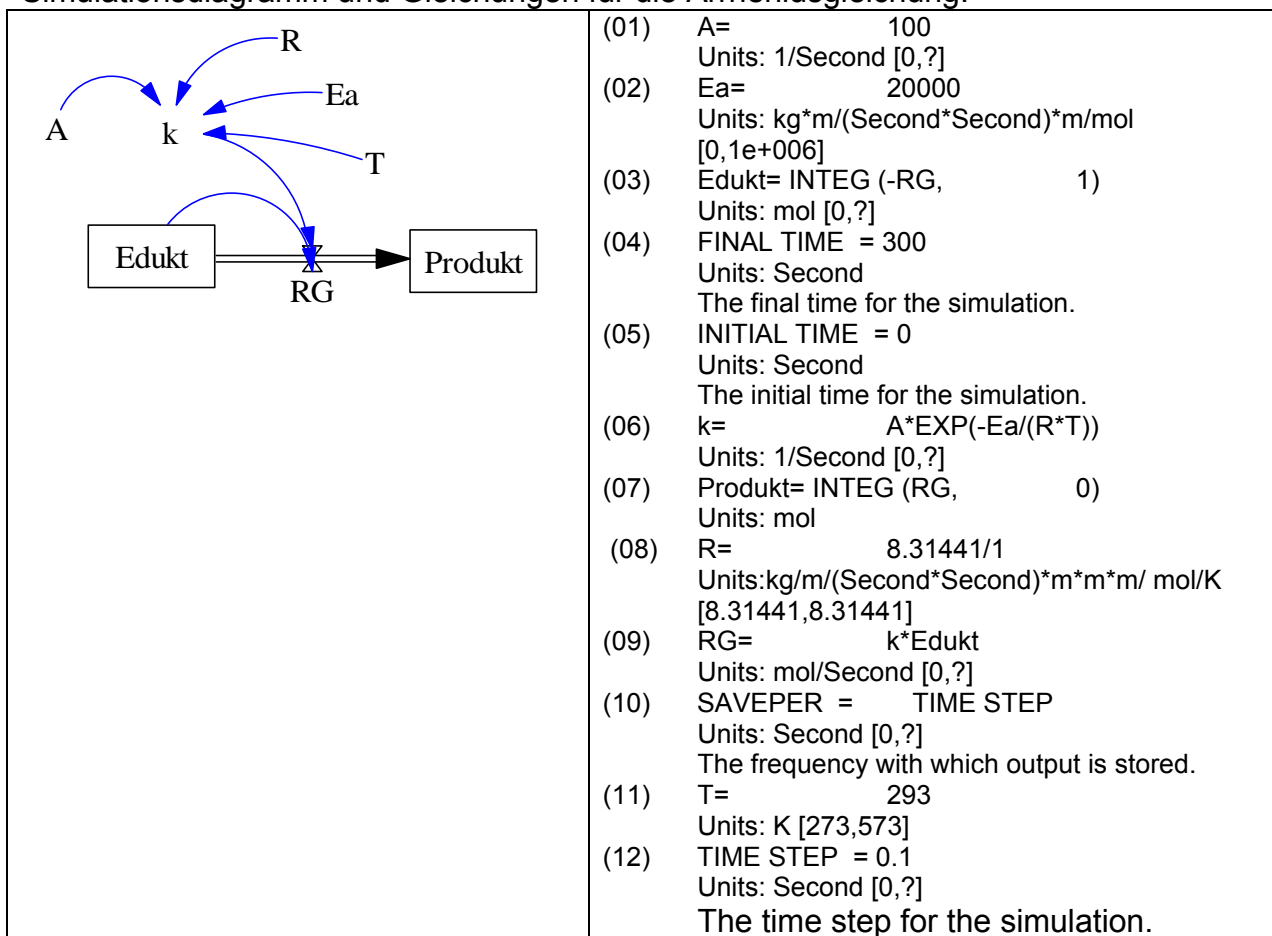 Simulationsdiagramm und Gleichungen für die Arrheniusgleichung:
R
Ea
A
k
T
Edukt
Produkt
RG
(01) A= 100
Units: 1/Second [0,?]
(02) Ea= 20000
Units: kg*m/(Second*Second)*m/mol
[0,1e+006]
(03) Edukt= INTEG (-RG, 1)
Units: mol [0,?]
(04) FINAL TIME = 300
Units: Second
The final time for the simulation.
(05) INITIAL TIME = 0
Units: Second
The initial time for the simulation.
(06) k= A*EXP(-Ea/(R*T))
Units: 1/Second [0,?]
(07) Produkt= INTEG (RG, 0)
Units: mol
(08) R= 8.31441/1
Units:kg/m/(Second*Second)*m*m*m/ mol/K
[8.31441,8.31441]
(09) RG= k*Edukt
Units: mol/Second [0,?]
(10) SAVEPER = TIME STEP
Units: Second [0,?]
The frequency with which output is stored.
(11) T= 293
Units: K [273,573]
(12) TIME STEP = 0.1
Units: Second [0,?]
The time step for the simulation.